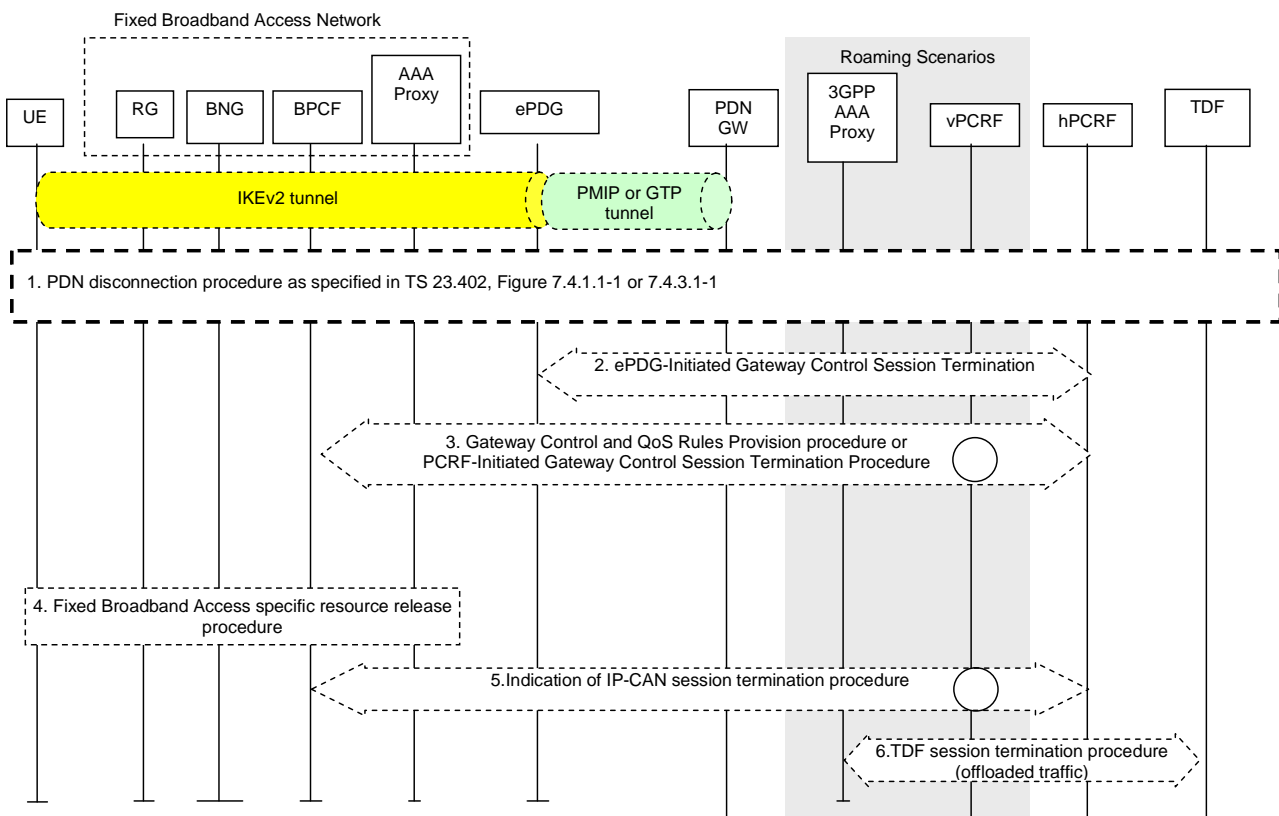 Fixed Broadband Access Network
Roaming Scenarios
UE
RG
BNG
BPCF
AAA
Proxy
ePDG
PDN
GW
3GPP
AAA
Proxy
vPCRF
hPCRF
TDF
IKEv2 tunnel
PMIP or GTP
tunnel
1. PDN disconnection procedure as specified in TS 23.402, Figure 7.4.1.1-1 or 7.4.3.1-1
2. ePDG-Initiated Gateway Control Session Termination
3. Gateway Control and QoS Rules Provision procedure or
PCRF-Initiated Gateway Control Session Termination Procedure
4. Fixed Broadband Access specific resource release
procedure
5.Indication of IP-CAN session termination procedure
6.TDF session termination procedure
(offloaded traffic)